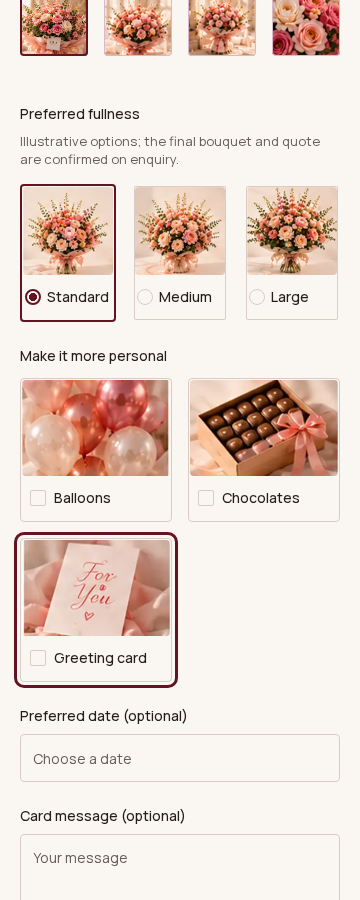 Preferred fullness
Illustrative options; the final bouquet and quote
are confirmed on enquiry.
Standard
Medium
Large
Make it more personal
Balloons
Chocolates
For
You
Greeting card
Preferred date (optional)
Choose a date
Card message (optional)
Your message